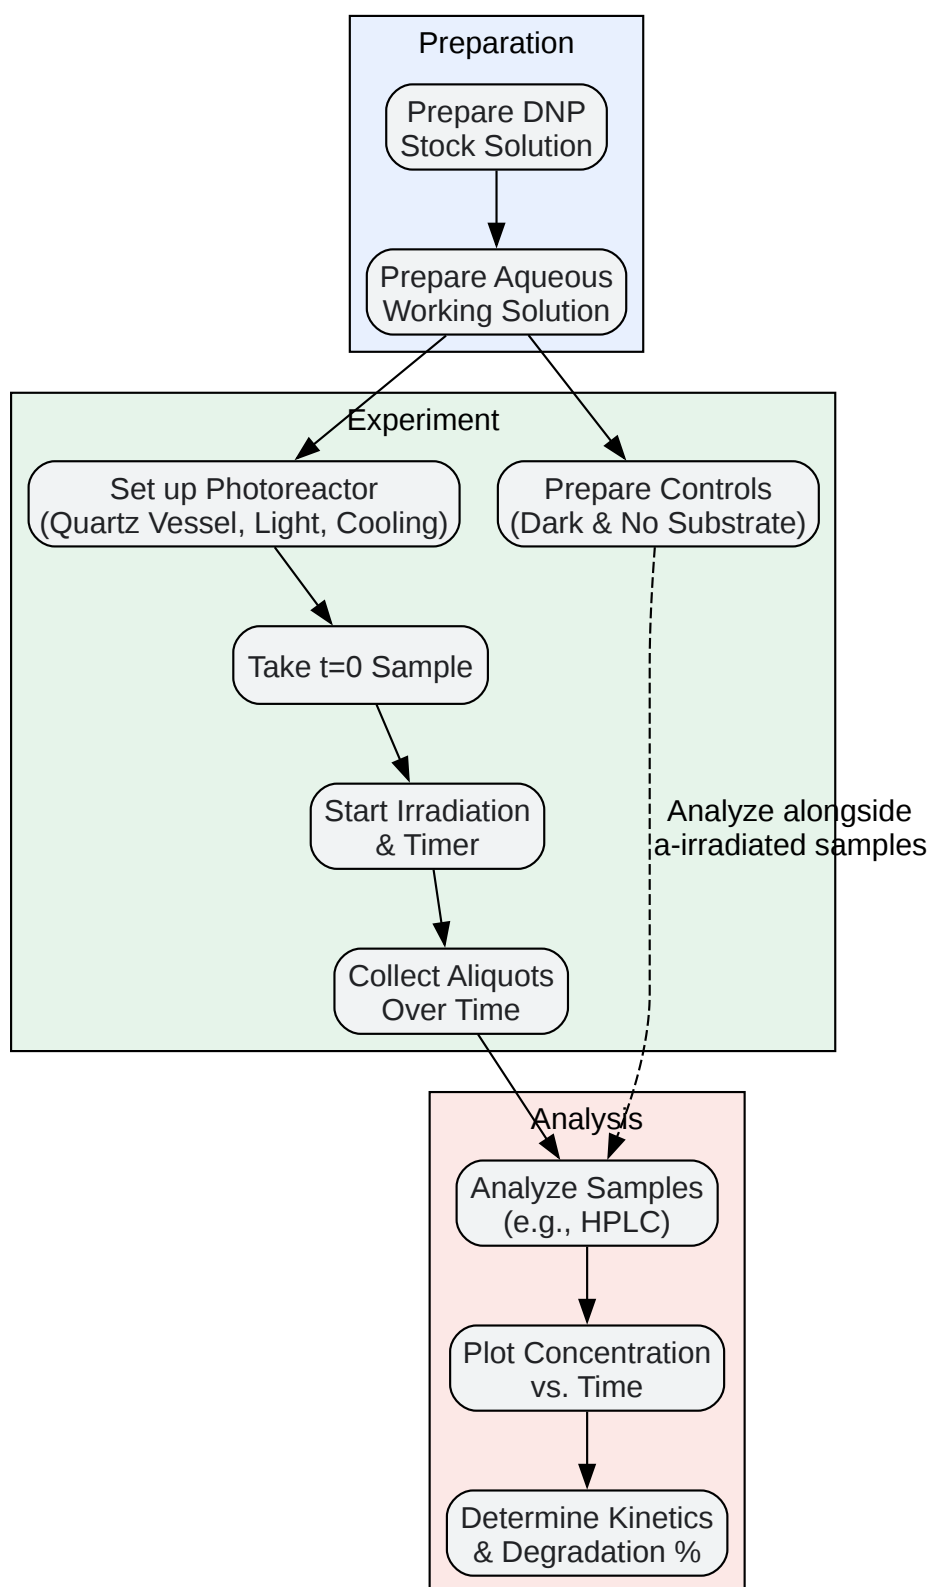 Preparation
Prepare DNP
Stock Solution
Prepare Aqueous
Working Solution
Experiment
Set up Photoreactor
(Quartz Vessel, Light, Cooling)
Prepare Controls
(Dark & No Substrate)
Take t=0 Sample
Start Irradiation
& Timer
Analyze alongside
a-irradiated samples
Collect Aliquots
Over Time
Analysis
Analyze Samples
(e.g., HPLC)
Plot Concentration
vs. Time
Determine Kinetics
& Degradation %